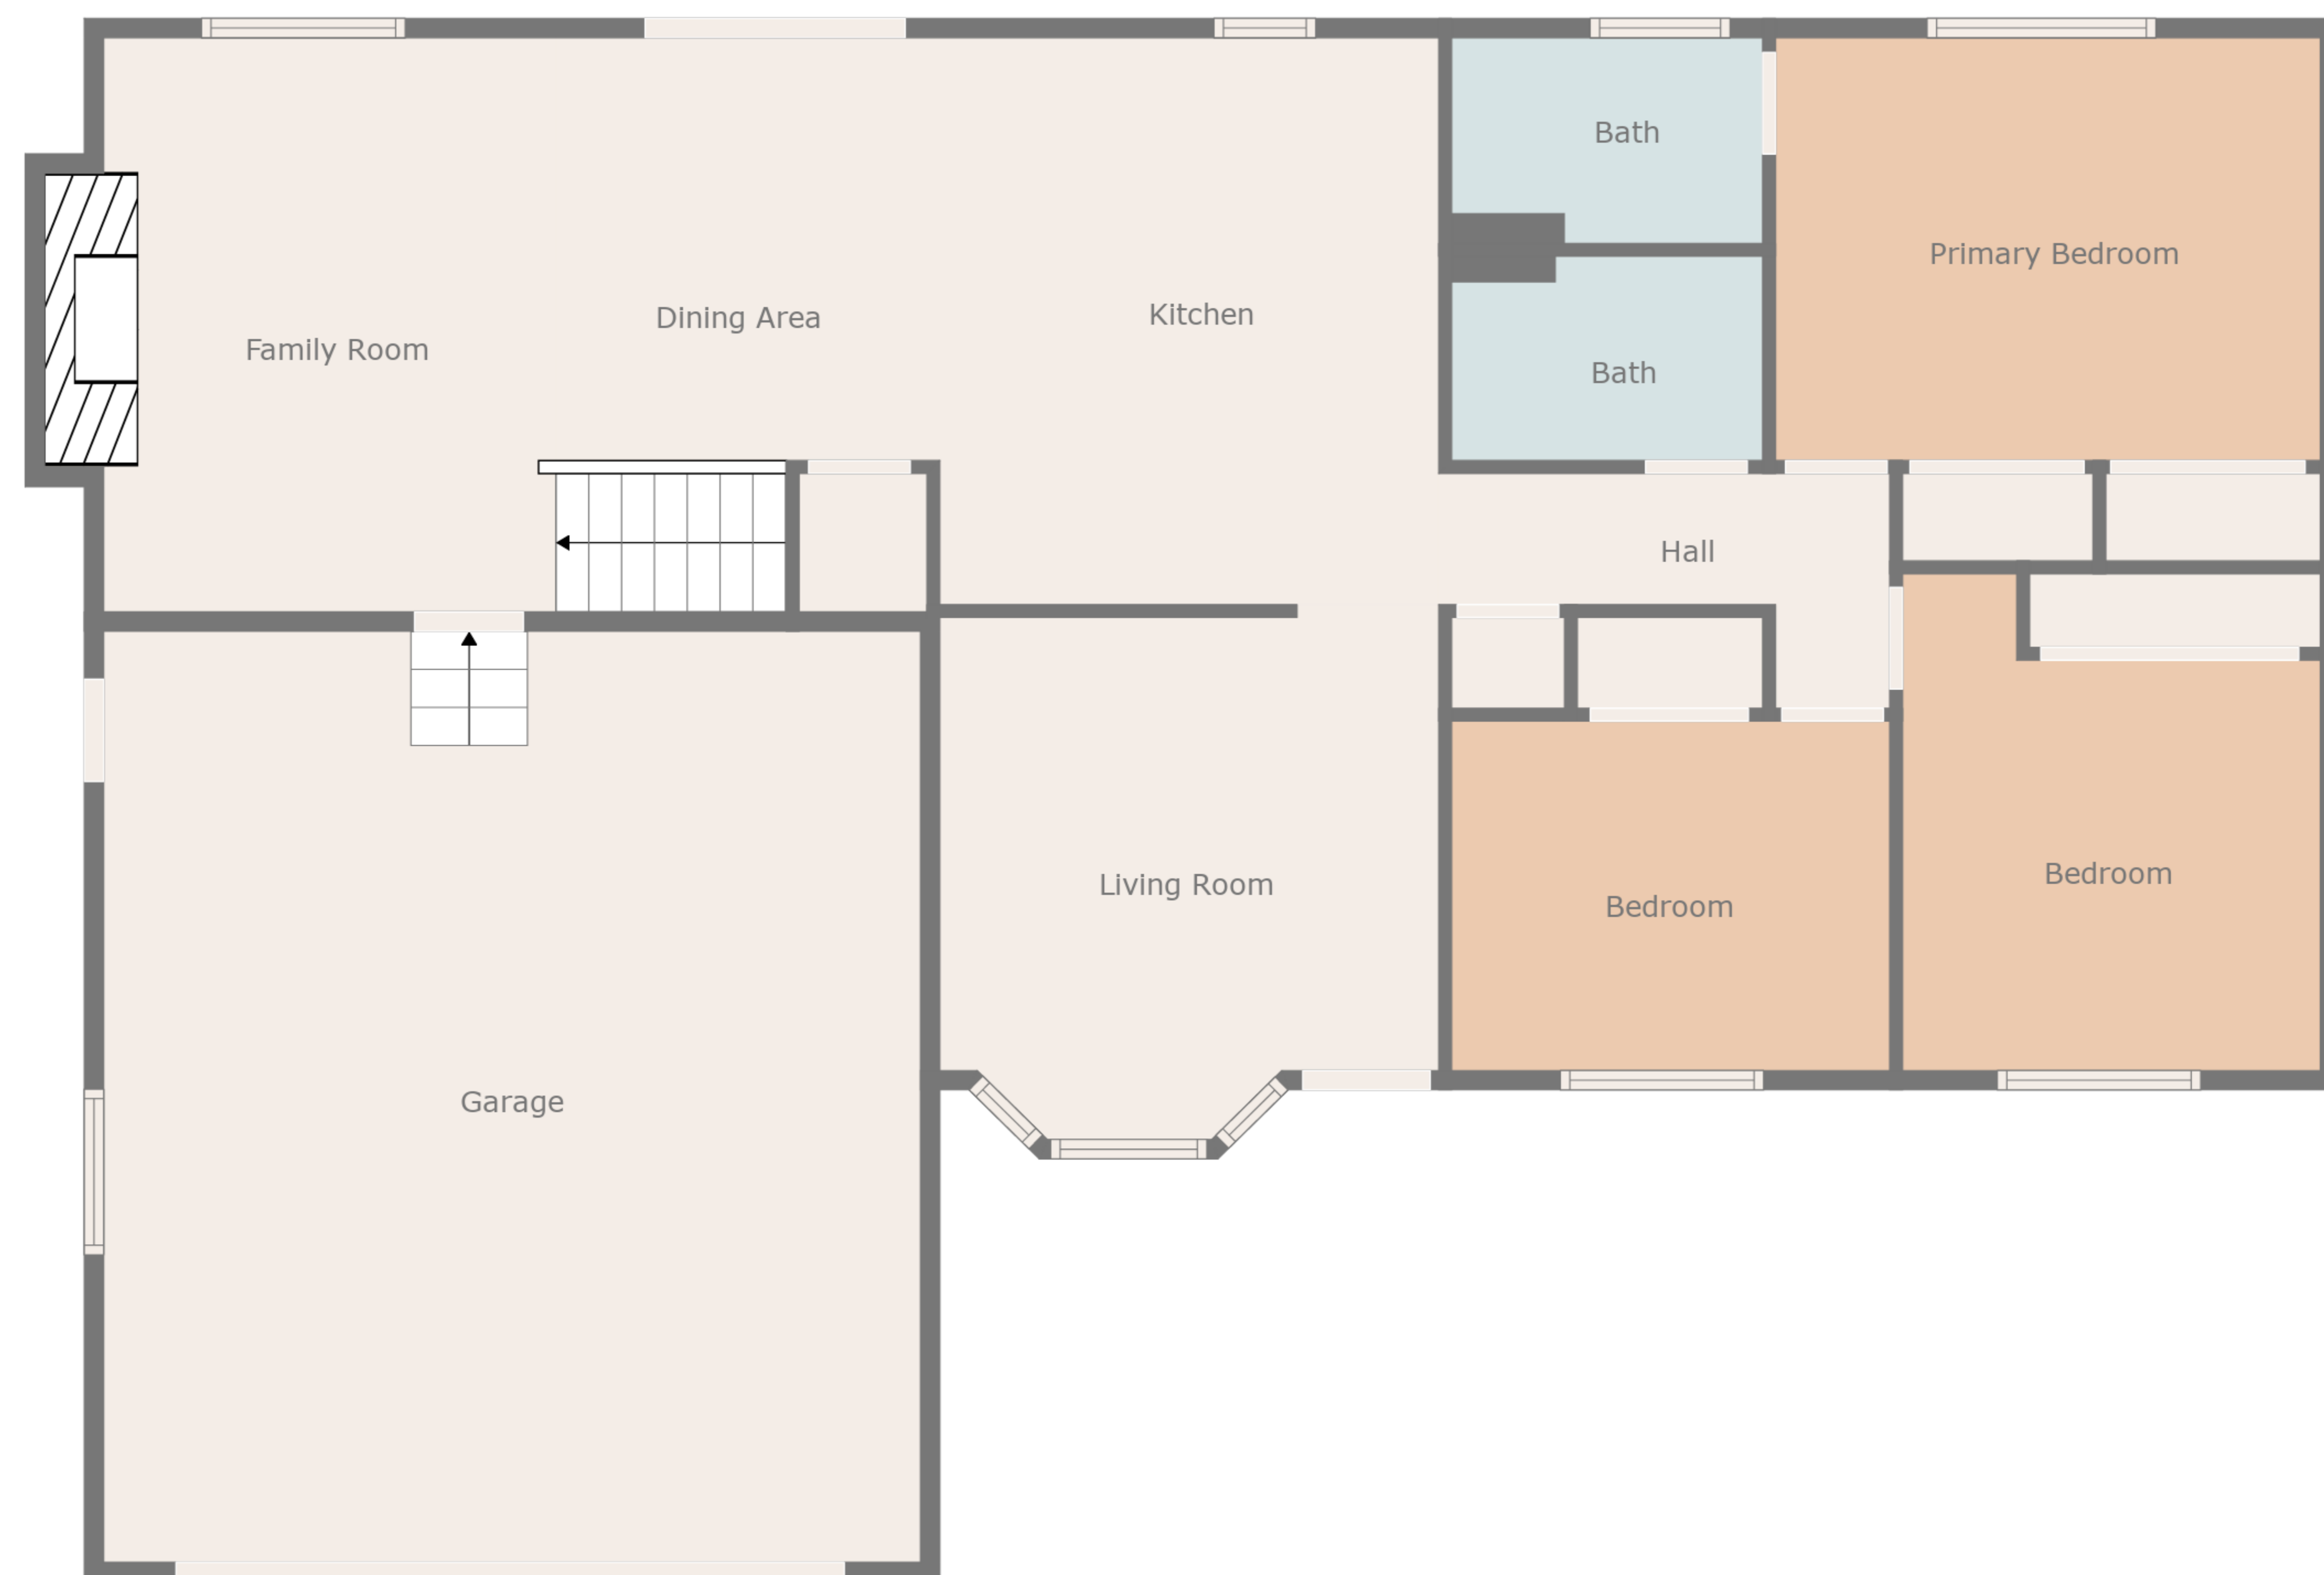 Bath
Primary Bedroom
Dining Area
Kitchen
Family Room
Bath
Hall
Living Room
Bedroom
Bedroom
Garage